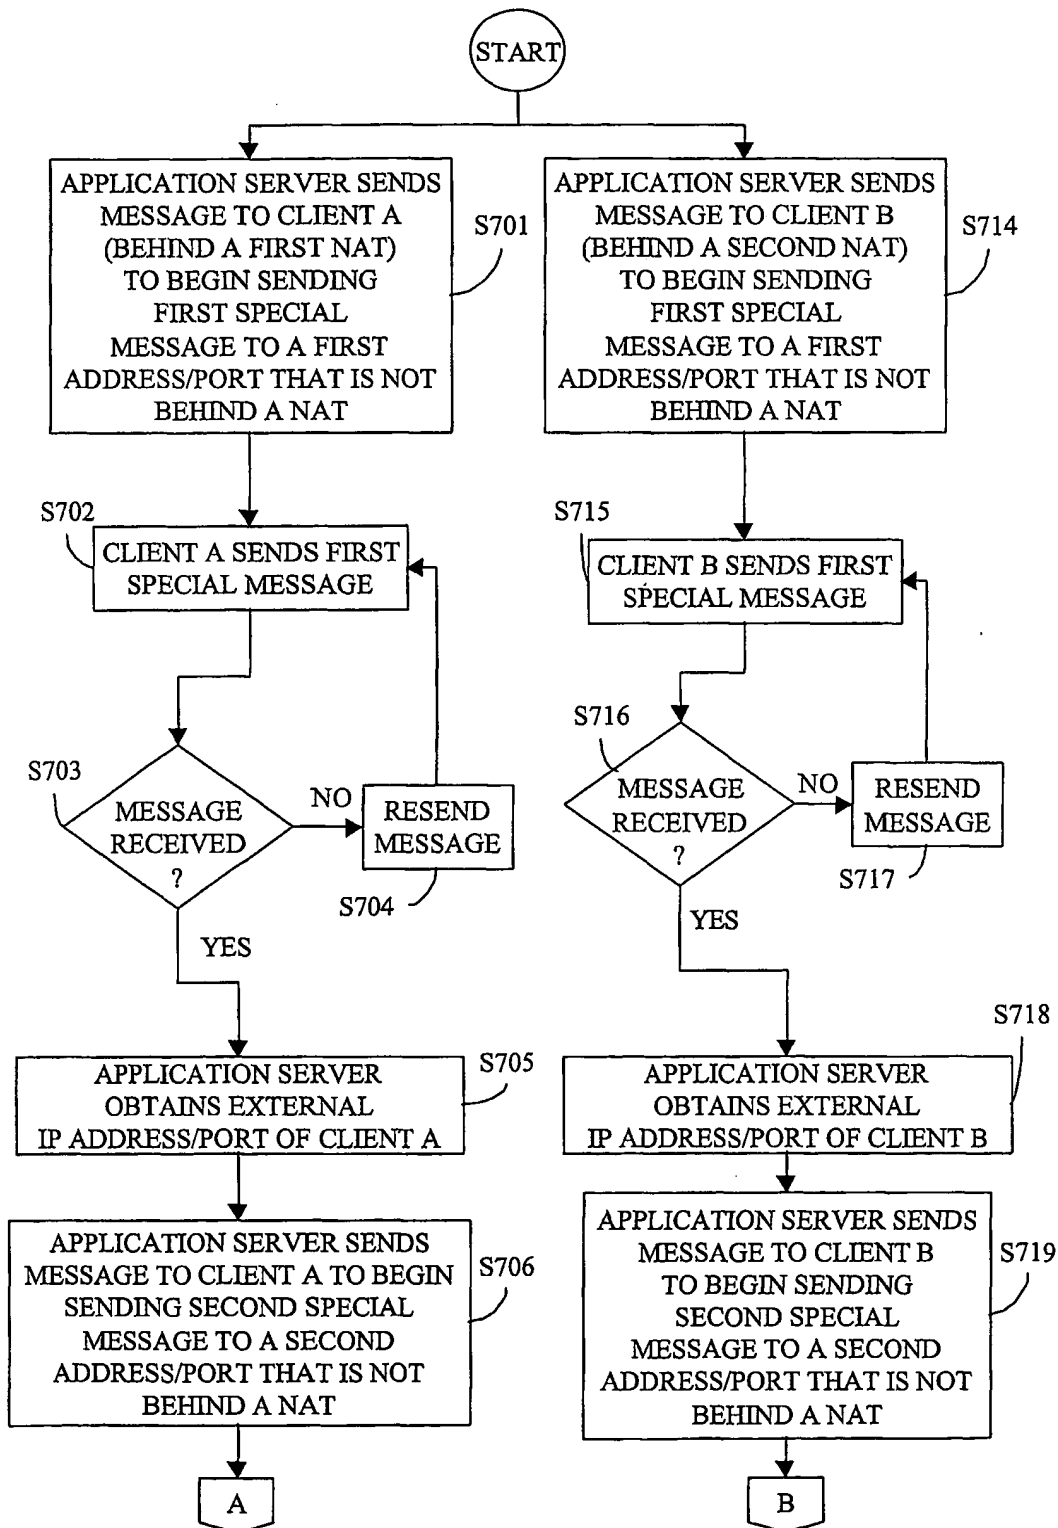 START
APPLICATION SERVER SENDS
MESSAGE TO CLIENT A
(BEHIND A FIRST NAT)
TO BEGIN SENDING
FIRST SPECIAL
MESSAGE TO A FIRST
ADDRESS/PORT THAT IS NOT
BEHIND A NAT
S701
APPLICATION SERVER SENDS
MESSAGE TO CLIENT B
(BEHIND A SECOND NAT)
TO BEGIN SENDING
FIRST SPECIAL
MESSAGE TO A FIRST
ADDRESS/PORT THAT IS NOT
BEHIND A NAT
S714
S702
CLIENT A SENDS FIRST
SPECIAL MESSAGE
S715
CLIENT B SENDS FIRST
SPECIAL MESSAGE
S703
MESSAGE
RECEIVED
?
NO
RESEND
MESSAGE
S704
YES
S716
MESSAGE
RECEIVED
?
NO
RESEND
MESSAGE
S717
YES
APPLICATION SERVER
OBTAINS EXTERNAL
IP ADDRESS/PORT OF CLIENT A
S705
APPLICATION SERVER
OBTAINS EXTERNAL
IP ADDRESS/PORT OF CLIENT B
S718
APPLICATION SERVER SENDS
MESSAGE TO CLIENT A TO BEGIN
SENDING SECOND SPECIAL
MESSAGE TO A SECOND
ADDRESS/PORT THAT IS NOT
BEHIND A NAT
S706
APPLICATION SERVER SENDS
MESSAGE TO CLIENT B
TO BEGIN SENDING
SECOND SPECIAL
MESSAGE TO A SECOND
ADDRESS/PORT THAT IS NOT
BEHIND A NAT
S719
A
B